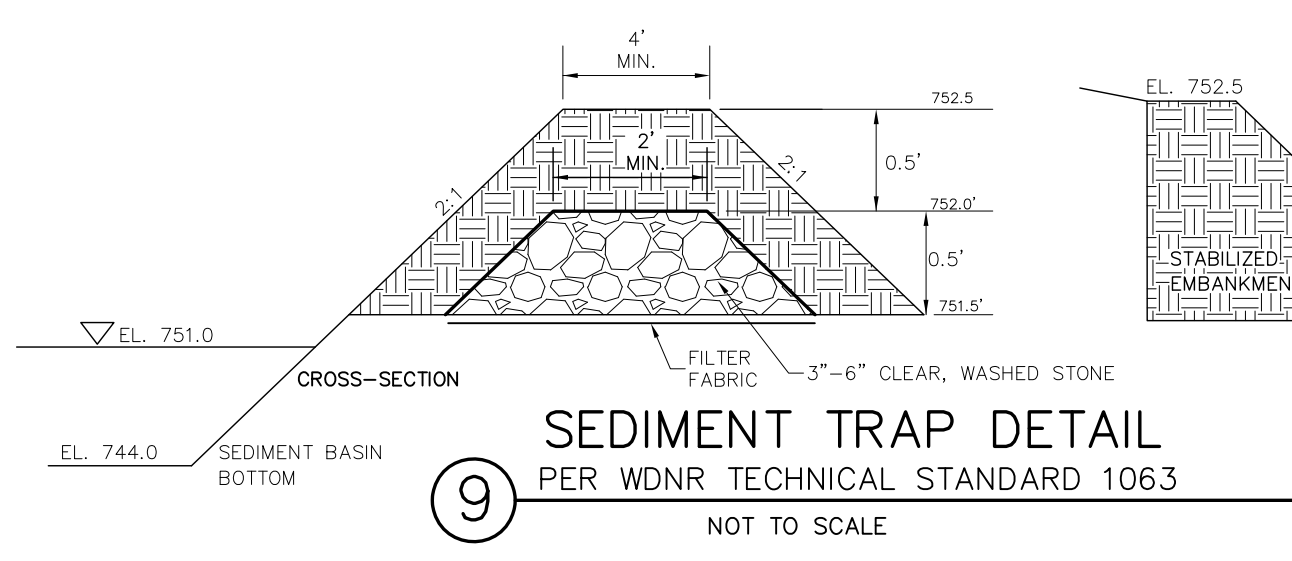 4'
MIN.
752.5
EL. 752.5
2'
MIN.
2:1
0.5'
2:1
752.0'
0.5'
STABILIZED
EMBANKMEN
751.5'
EL. 751.0
FILTER
FABRIC
3"-6" CLEAR, WASHED STONE
CROSS-SECTION
SEDIMENT TRAP DETAIL
EL. 744.0
SEDIMENT BASIN
BOTTOM
9
PER WDNR TECHNICAL STANDARD 1063
NOT TO SCALE